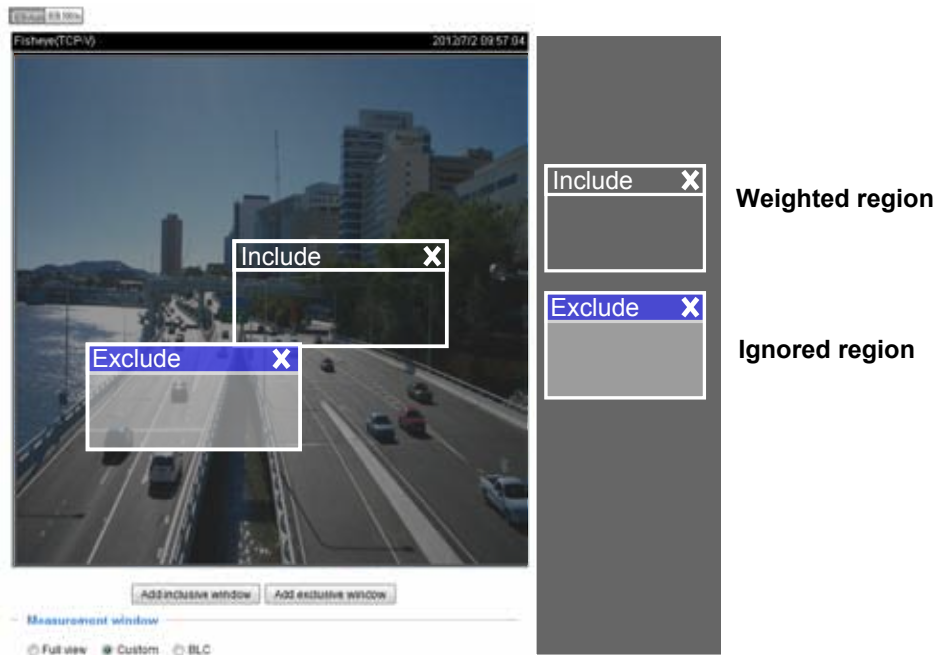 Fisheye(TCP-V) 2012/7/2 09:57:04
Include
Weighted region
Include
Exclude
Exclude
Ignored region
Add inclusive window Add exclusive window
Measurement window
Full view Custom BLC